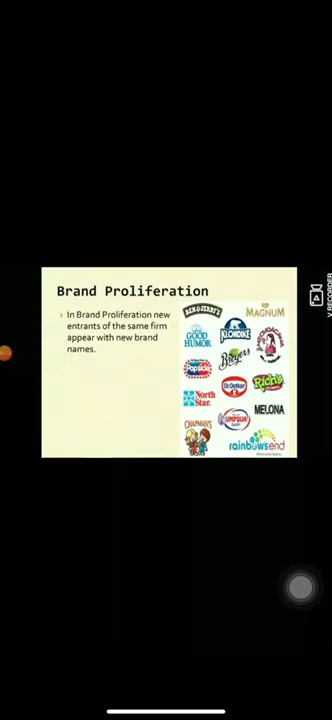 Brand Proliferation
In Brand Proliferation new
entrants of the same firm
appear with new brand
names.
BEN & JERRY'S
MAGNUM
GOOD
HUMOR
KLONDIKE
Breyers
Popsicle
Dr.Oetker
Rich's
North
Star.
MELONA
CHAPMAN'S
rainbowsend
V RECORDER